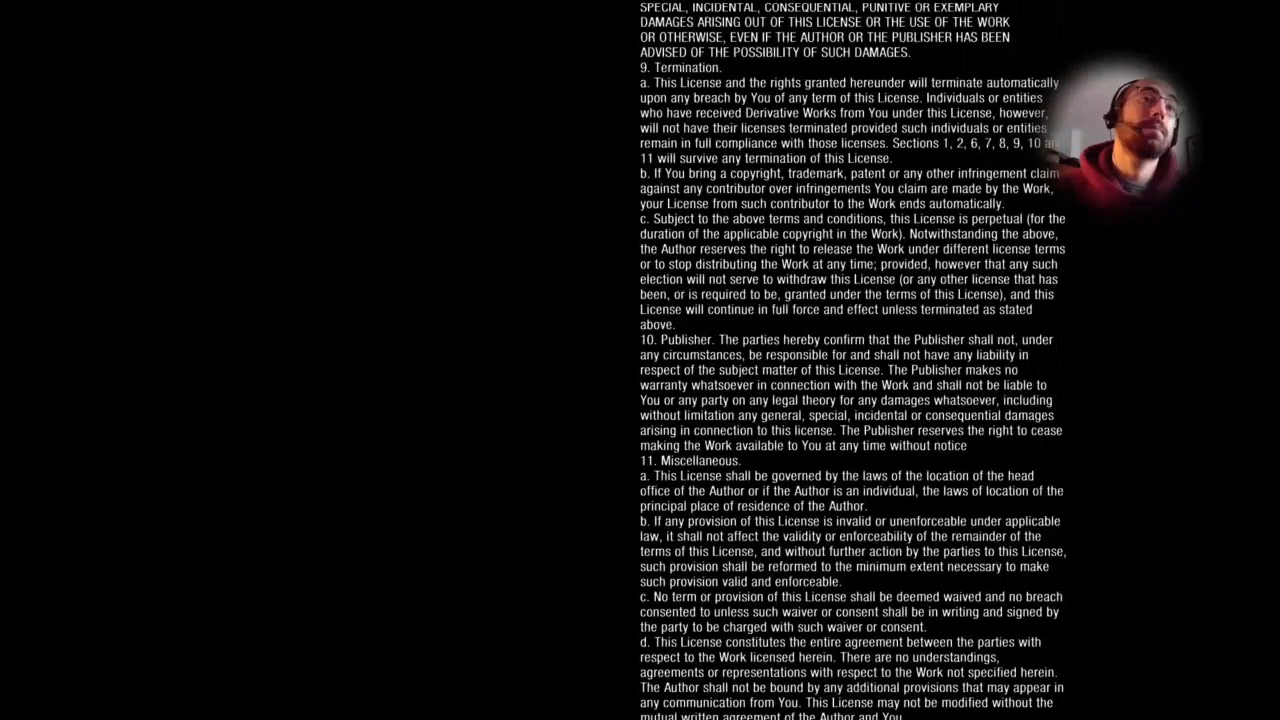 SPECIAL, INCIDENTAL, CONSEQUENTIAL, PUNITIVE OR EXEMPLARY
DAMAGES ARISING OUT OF THIS LICENSE OR THE USE OF THE WORK
OR OTHERWISE, EVEN IF THE AUTHOR OR THE PUBLISHER HAS BEEN
ADVISED OF THE POSSIBILITY OF SUCH DAMAGES.
9. Termination.
a. This License and the rights granted hereunder will terminate automatically
upon any breach by You of any term of this License. Individuals or entities
who have received Derivative Works from You under this License, however,
will not have their licenses terminated provided such individuals or entities
remain in full compliance with those licenses. Sections 1, 2, 6, 7, 8, 9, 10 and
11 will survive any termination of this License.
b. If You bring a copyright, trademark, patent or any other infringement claim
against any contributor over infringements You claim are made by the Work,
your License from such contributor to the Work ends automatically.
c. Subject to the above terms and conditions, this License is perpetual (for the
duration of the applicable copyright in the Work). Notwithstanding the above,
the Author reserves the right to release the Work under different license terms
or to stop distributing the Work at any time; provided, however that any such
election will not serve to withdraw this License (or any other license that has
been, or is required to be, granted under the terms of this License), and this
License will continue in full force and effect unless terminated as stated
above.
10. Publisher. The parties hereby confirm that the Publisher shall not, under
any circumstances, be responsible for and shall not have any liability in
respect of the subject matter of this License. The Publisher makes no
warranty whatsoever in connection with the Work and shall not be liable to
You or any party on any legal theory for any damages whatsoever, including
without limitation any general, special, incidental or consequential damages
arising in connection to this license. The Publisher reserves the right to cease
making the Work available to You at any time without notice
11. Miscellaneous.
a. This License shall be governed by the laws of the location of the head
office of the Author or if the Author is an individual, the laws of location of the
principal place of residence of the Author.
b. If any provision of this License is invalid or unenforceable under applicable
law, it shall not affect the validity or enforceability of the remainder of the
terms of this License, and without further action by the parties to this License,
such provision shall be reformed to the minimum extent necessary to make
such provision valid and enforceable.
c. No term or provision of this License shall be deemed waived and no breach
consented to unless such waiver or consent shall be in writing and signed by
the party to be charged with such waiver or consent.
d. This License constitutes the entire agreement between the parties with
respect to the Work licensed herein. There are no understandings,
agreements or representations with respect to the Work not specified herein.
The Author shall not be bound by any additional provisions that may appear in
any communication from You. This License may not be modified without the
mutual written agreement of the Author and You.